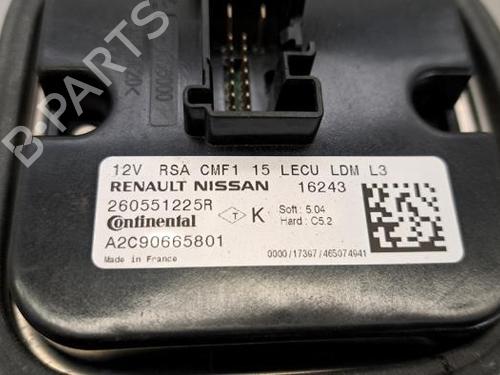 B-PARTS
12V RSA CMF1 15 LECU LDM L3
RENAULT NISSAN 16243
260551225R
Continental T K Soft : 5.04
Hard : C5.2
A2C90665801
Made in France 0000/17367/465074941